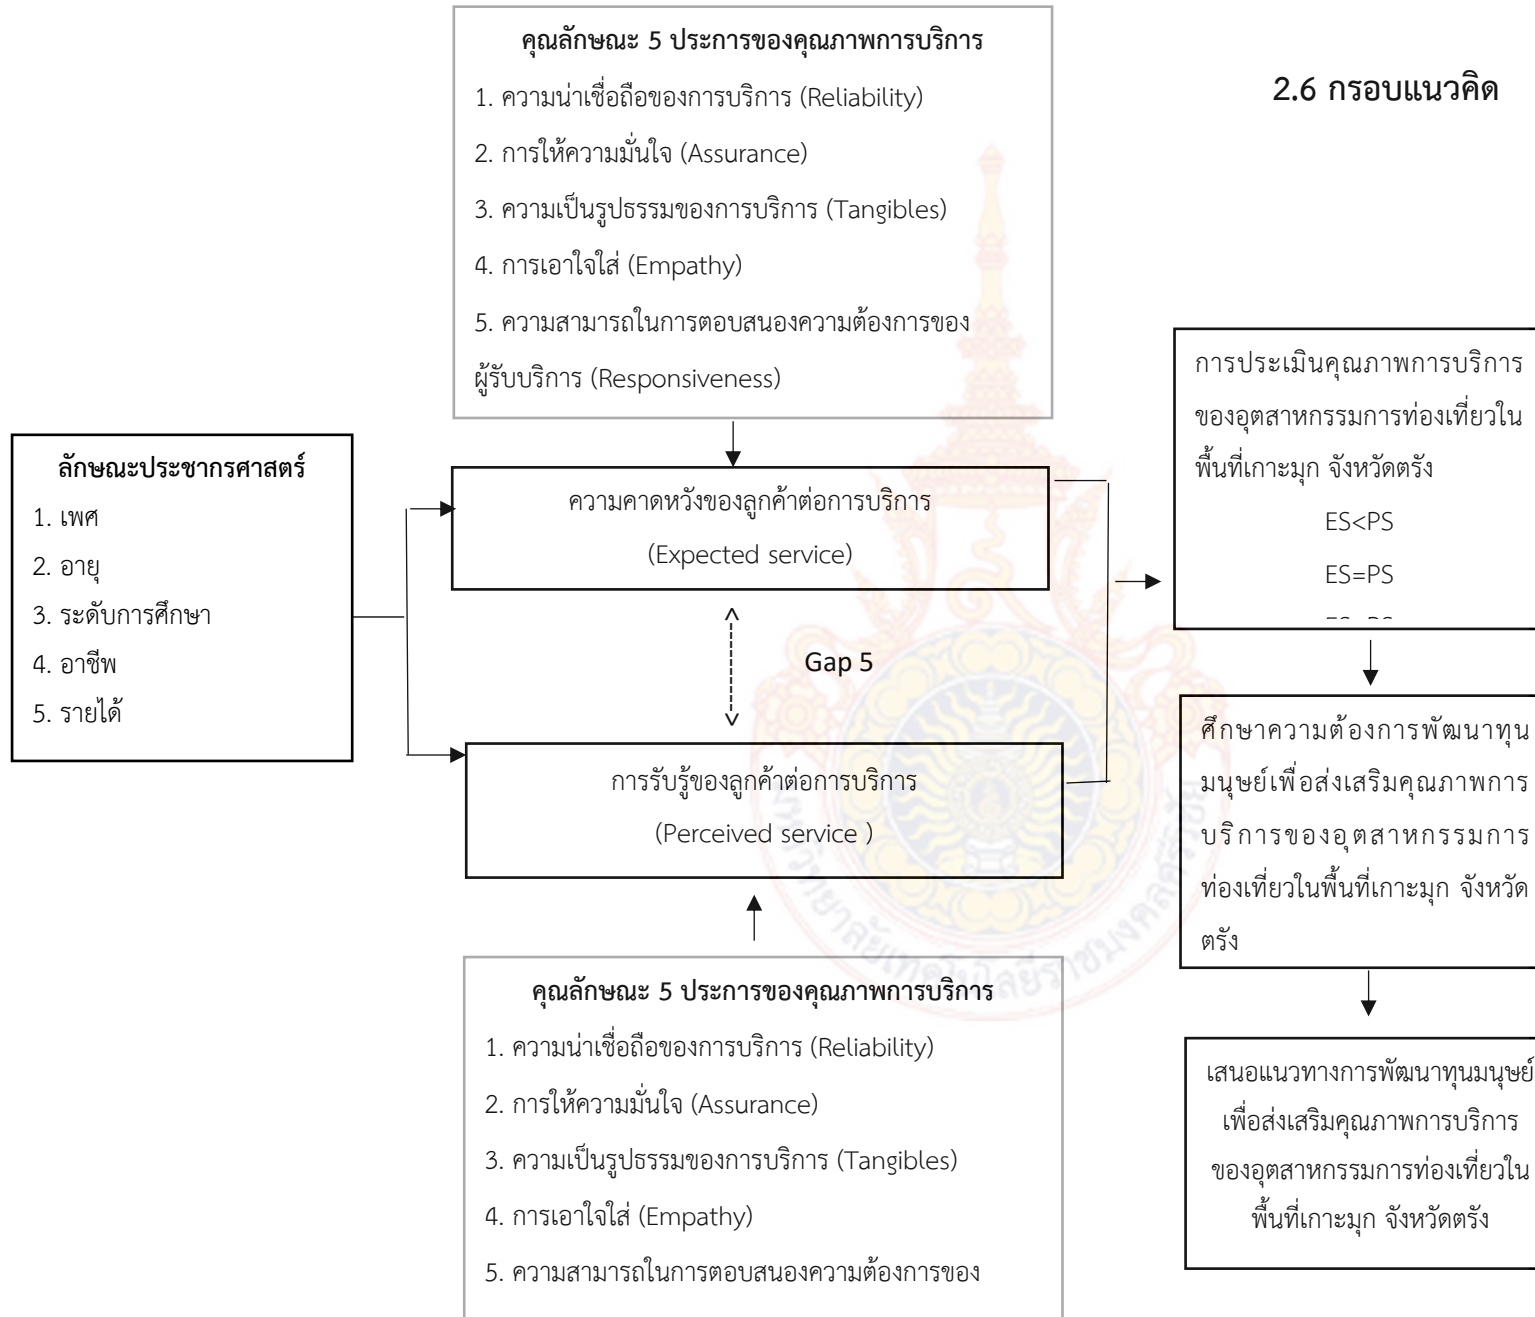 2.6 กรอบแนวคิด
คุณลักษณะ 5 ประการของคุณภาพการบริการ
1. ความน่าเชื่อถือของการบริการ (Reliability)
2. การให้ความมั่นใจ (Assurance)
3. ความเป็นรูปธรรมของการบริการ (Tangibles)
4. การเอาใจใส่ (Empathy)
5. ความสามารถในการตอบสนองความต้องการของ
ผู้รับบริการ (Responsiveness)
ลักษณะประชากรศาสตร์
1. เพศ
2. อายุ
3. ระดับการศึกษา
4. อาชีพ
5. รายได้
ความคาดหวังของลูกค้าต่อการบริการ
(Expected service)
Gap 5
การรับรู้ของลูกค้าต่อการบริการ
(Perceived service )
คุณลักษณะ 5 ประการของคุณภาพการบริการ
1. ความน่าเชื่อถือของการบริการ (Reliability)
2. การให้ความมั่นใจ (Assurance)
3. ความเป็นรูปธรรมของการบริการ (Tangibles)
4. การเอาใจใส่ (Empathy)
5. ความสามารถในการตอบสนองความต้องการของ
การประเมินคุณภาพการบริการ
ของอุตสาหกรรมการท่องเที่ยวใน
พื้นที่เกาะมุก จังหวัดตรัง
ES<PS
ES=PS
ศึกษาความต้องการพัฒนาทุน
มนุษย์เพื่อส่งเสริมคุณภาพการ
บริการของอุตสาหกรรมการ
ท่องเที่ยวในพื้นที่เกาะมุก จังหวัด
ตรัง
เสนอแนวทางการพัฒนาทุนมนุษย์
เพื่อส่งเสริมคุณภาพการบริการ
ของอุตสาหกรรมการท่องเที่ยวใน
พื้นที่เกาะมุก จังหวัดตรัง